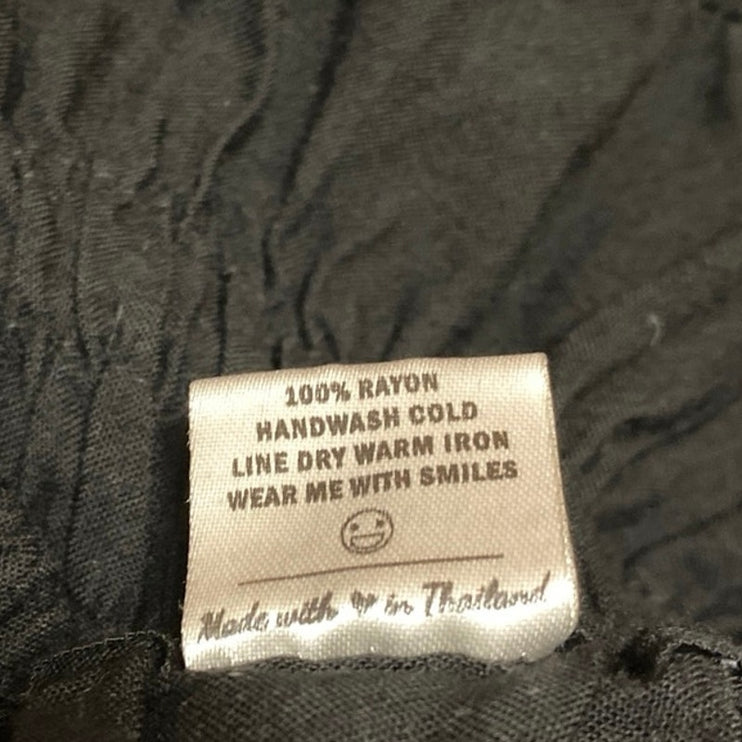 100% RAYON
HANDWASH COLD
LINE DRY WARM IRON
WEAR ME WITH SMILES
Made with in Thailand